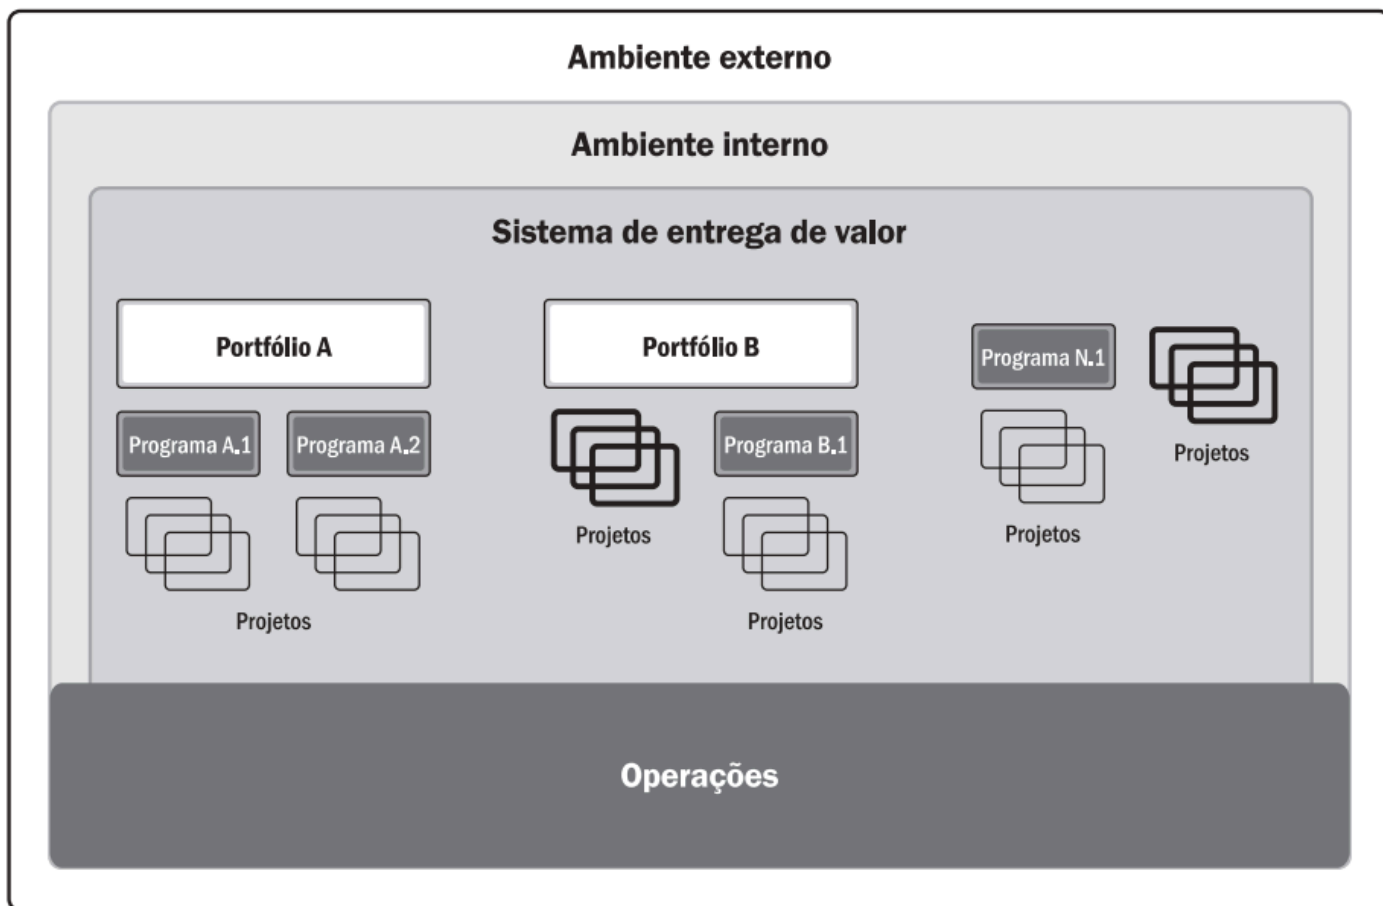 Ambiente externo
Ambiente interno
Sistema de entrega de valor
Portfólio A
Portfólio B
Programa N.1
Programa A.1
Programa A.2
Programa B.1
Projetos
Projetos
Projetos
Projetos
Projetos
Operações